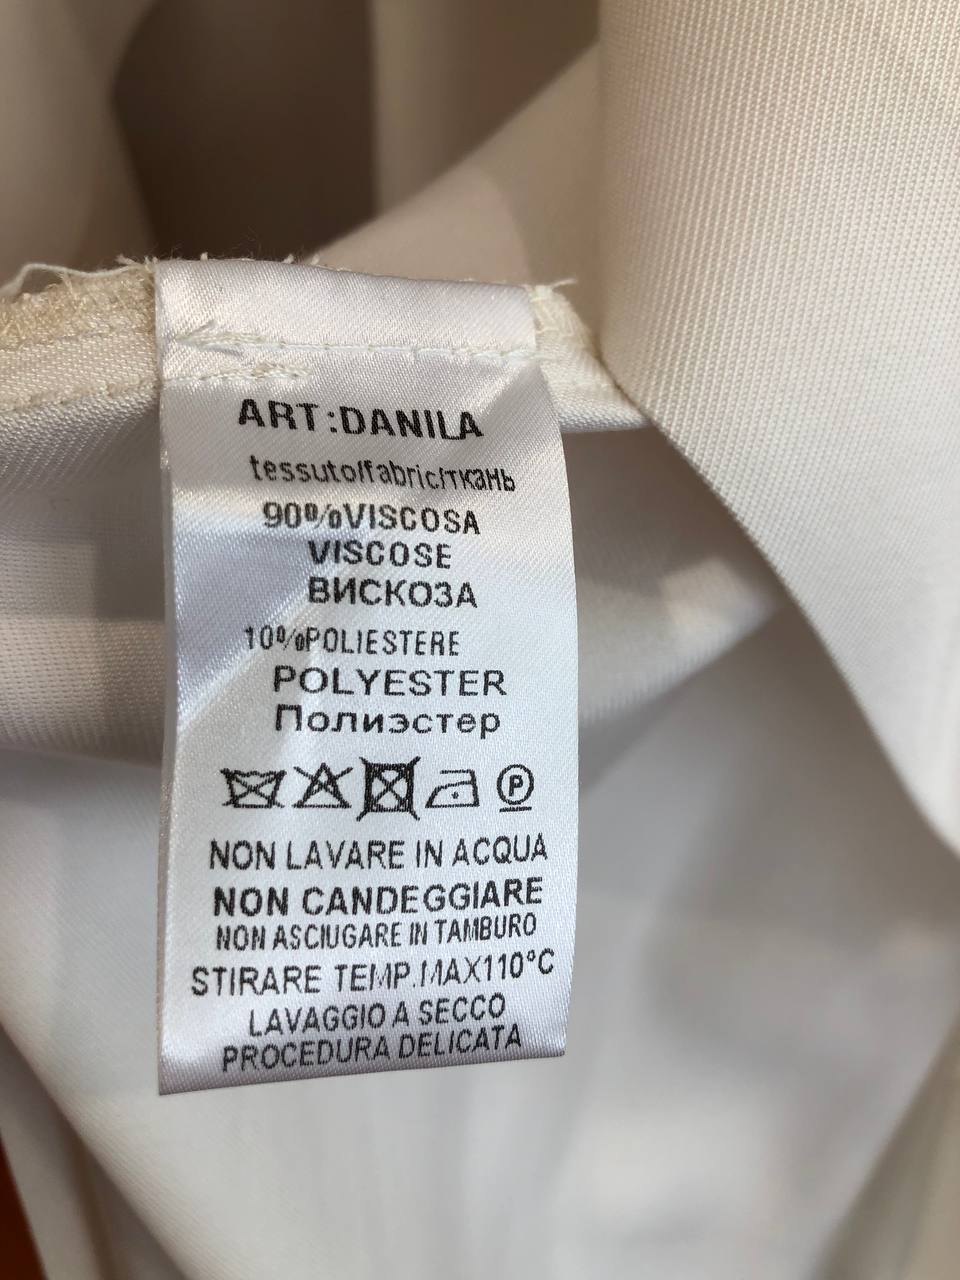 ART:DANILA
tessuto/fabric/ткань
90%VISCOSA
VISCOSE
ВИСКОЗА
10%POLIESTERE
POLYESTER
Полиэстер
P
NON LAVARE IN ACQUA
NON CANDEGGIARE
NON ASCIUGARE IN TAMBURO
STIRARE TEMP.MAX110°C
LAVAGGIO A SECCO
PROCEDURA DELICATA